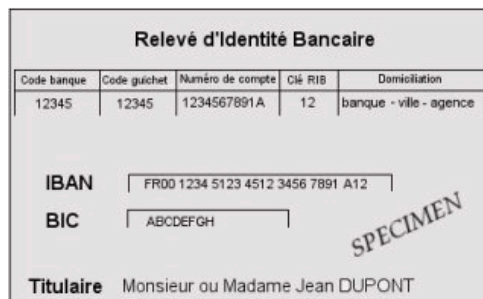 Relevé d'Identité Bancaire
Code banque Code guichet Numéro de compte Clé RIB Domiciliation
12345 12345 1234567891A 12 banque - ville - agence
IBAN FR00 1234 5123 4512 3456 7891 A12
BIC ABCDEFGH
SPECIMEN
Titulaire Monsieur ou Madame Jean DUPONT